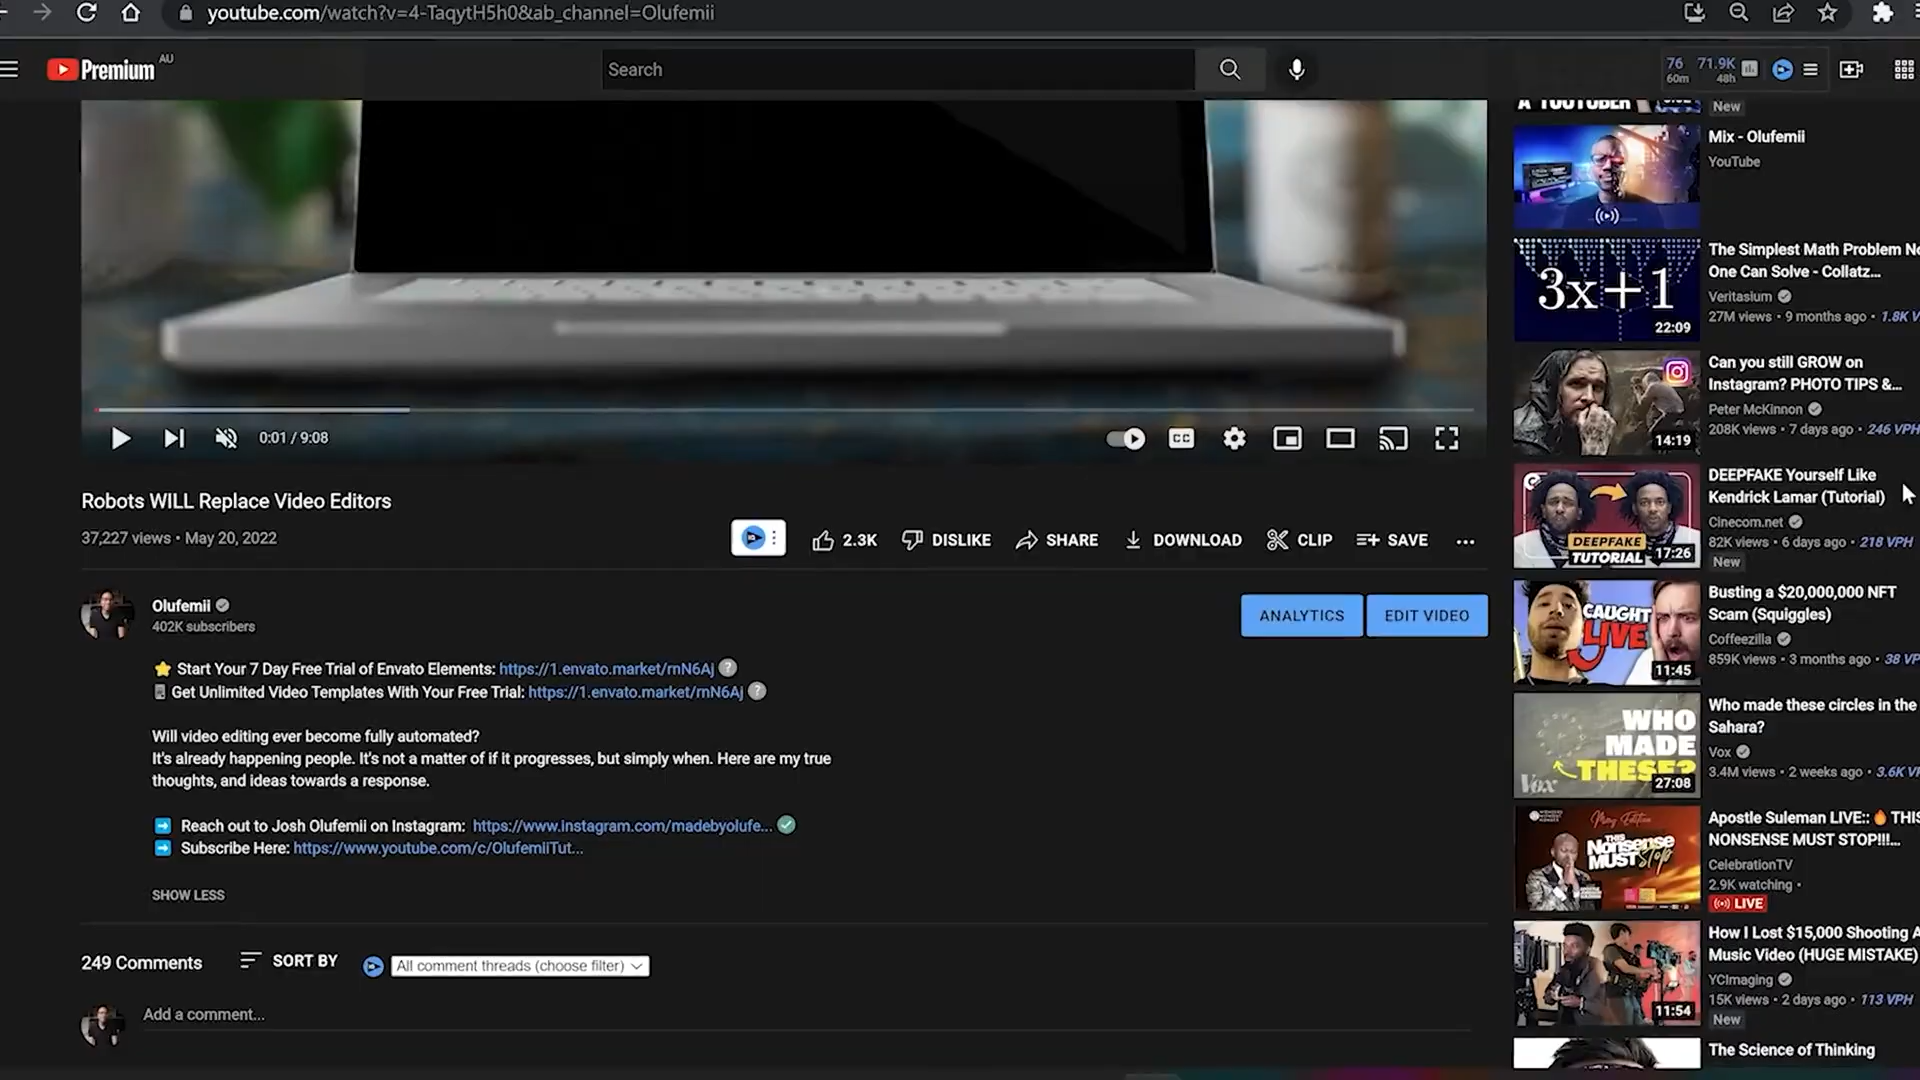 youtube.com/watch?v=4-TaqytH5h0&ab_channel=Olufemii
Premium
AU
Search
76
60m
71.9K
48h
0:01 / 9:08
CC
Robots WILL Replace Video Editors
37,227 views • May 20, 2022
2.3K
DISLIKE
SHARE
DOWNLOAD
CLIP
SAVE
Olufemii
402K subscribers
ANALYTICS
EDIT VIDEO
Start Your 7 Day Free Trial of Envato Elements: https://1.envato.market/rnN6Aj ?
Get Unlimited Video Templates With Your Free Trial: https://1.envato.market/rnN6Aj ?
Will video editing ever become fully automated?
It's already happening people. It's not a matter of if it progresses, but simply when. Here are my true
thoughts, and ideas towards a response.
Reach out to Josh Olufemii on Instagram: https://www.instagram.com/madebyolufe...
Subscribe Here: https://www.youtube.com/c/OlufemiiTut...
SHOW LESS
249 Comments
SORT BY
All comment threads (choose filter)
Add a comment...
A YOUTUBER
New
Mix - Olufemii
YouTube
3x+1
22:09
The Simplest Math Problem No
One Can Solve - Collatz...
Veritasium
27M views • 9 months ago • 1.8K V
14:19
Can you still GROW on
Instagram? PHOTO TIPS &...
Peter McKinnon
208K views • 7 days ago • 246 VPH
DEEPFAKE
TUTORIAL
17:26
DEEPFAKE Yourself Like
Kendrick Lamar (Tutorial)
Cinecom.net
82K views • 6 days ago • 218 VPH
New
CAUGHT
LIVE
11:45
Busting a $20,000,000 NFT
Scam (Squiggles)
Coffeezilla
859K views • 3 months ago • 38 VP
WHO
MADE
THESE?
Vox
27:08
Who made these circles in the
Sahara?
Vox
3.4M views • 2 weeks ago • 3.6K VP
May Edition
THIS
Nonsense
MUST Stop
Apostle Suleman LIVE:: THIS
NONSENSE MUST STOP!!!...
CelebrationTV
2.9K watching •
LIVE
11:54
How I Lost $15,000 Shooting A
Music Video (HUGE MISTAKE)
YCImaging
15K views • 2 days ago • 113 VPH
New
The Science of Thinking